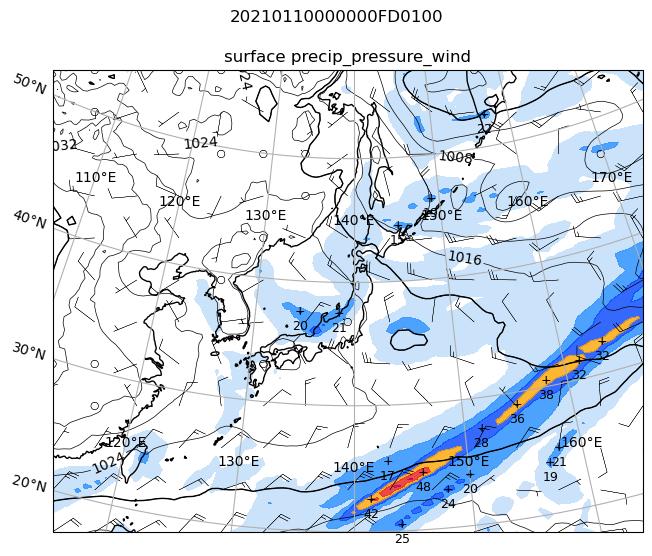 20210110000000FD0100
surface precip_pressure_wind
50°N
1024
22
032
1024
1008
110°E
170°E
120°E
160°E
130°E
140°E
150°E
40°N
1016
20
21
32
30°N
32
38
36
28
120°E
160°E
1024
130°E
140°E
150°E
21
17
19
20°N
48
20
24
42
25